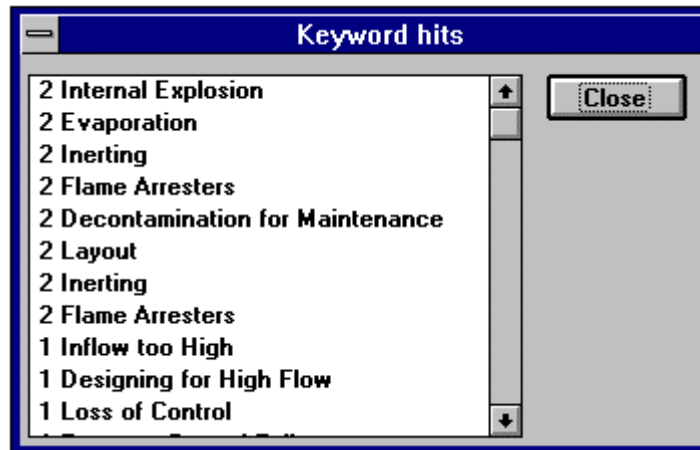 Keyword hits
2 Internal Explosion
Close
2 Evaporation
2 Inerting
2 Flame Arresters
2 Decontamination for Maintenance
2 Layout
2 Inerting
2 Flame Arresters
1 Inflow too High
1 Designing for High Flow
1 Loss of Control